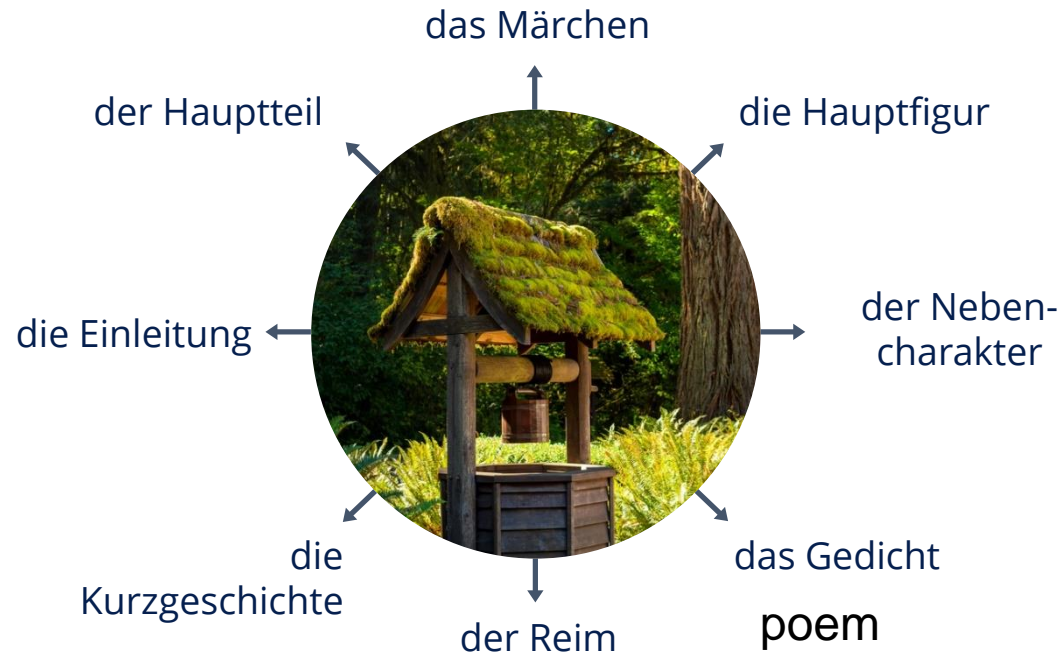 das Märchen
der Hauptteil
die Hauptfigur
die Einleitung
der Neben-
charakter
die
Kurzgeschichte
das Gedicht
poem
der Reim